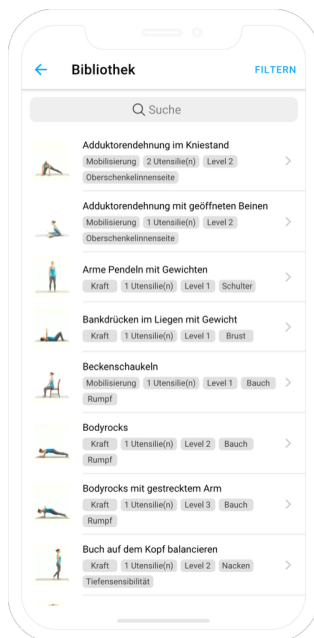 Bibliothek FILTERN
Suche
Adduktorendehnung im Kniestand
Mobilisierung 2 Utensilie(n) Level 2
Oberschenkelinnenseite
Adduktorendehnung mit geöffneten Beinen
Mobilisierung 1 Utensilie(n) Level 2
Oberschenkelinnenseite
Arme Pendeln mit Gewichten
Kraft 1 Utensilie(n) Level 1 Schulter
Bankdrücken im Liegen mit Gewicht
Kraft 1 Utensilie(n) Level 1 Brust
Beckenschaukeln
Mobilisierung 1 Utensilie(n) Level 1 Bauch
Rumpf
Bodyrocks
Kraft 1 Utensilie(n) Level 2 Bauch
Rumpf
Bodyrocks mit gestrecktem Arm
Kraft 1 Utensilie(n) Level 3 Bauch
Rumpf
Buch auf dem Kopf balancieren
Kraft 1 Utensilie(n) Level 2 Nacken
Tiefensensibilität